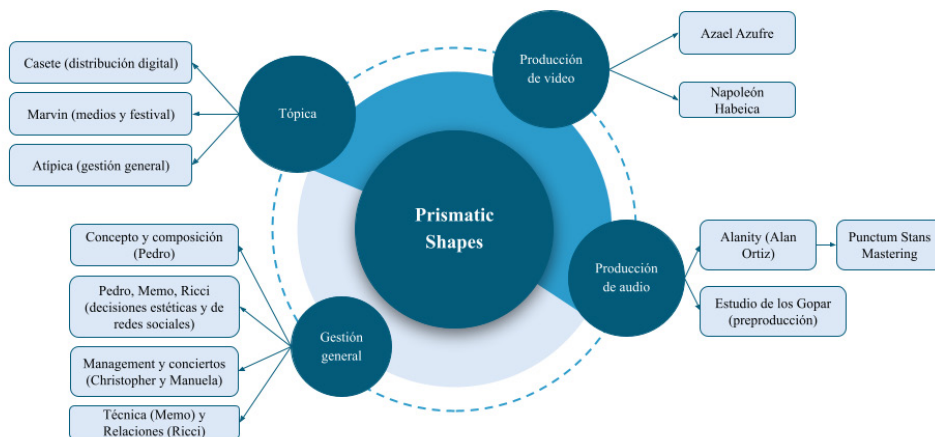 Casete (distribución digital)
Marvin (medios y festival)
Atípica (gestión general)
Tópica
Producción
de video
Azael Azufre
Napoleón
Habeica
Prismatic
Shapes
Concepto y composición
(Pedro)
Pedro, Memo, Ricci
(decisiones estéticas y de
redes sociales)
Management y conciertos
(Christopher y Manuela)
Técnica (Memo) y
Relaciones (Ricci)
Gestión
general
Producción
de audio
Alanity (Alan
Ortiz)
Punctum Stans
Mastering
Estudio de los Gopar
(preproducción)